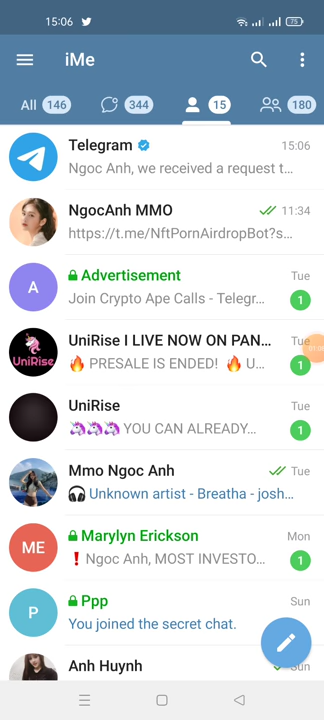 15:06
75
iMe
All 146 344 15 180
Telegram 15:06
Ngoc Anh, we received a request t...
NgocAnh MMO 11:34
https://t.me/NftPornAirdropBot?s...
A Advertisement Tue
Join Crypto Ape Calls - Telegr... 1
UniRise I LIVE NOW ON PAN... Tue
UniRise 🔥 PRESALE IS ENDED! 🔥 U... 1
UniRise Tue
🦄🦄🦄 YOU CAN ALREADY... 1
Mmo Ngoc Anh Tue
🎧 Unknown artist - Breatha - josh...
ME Marylyn Erickson Mon
❗ Ngoc Anh, MOST INVESTO... 1
P Ppp Sun
You joined the secret chat.
Anh Huynh Sun